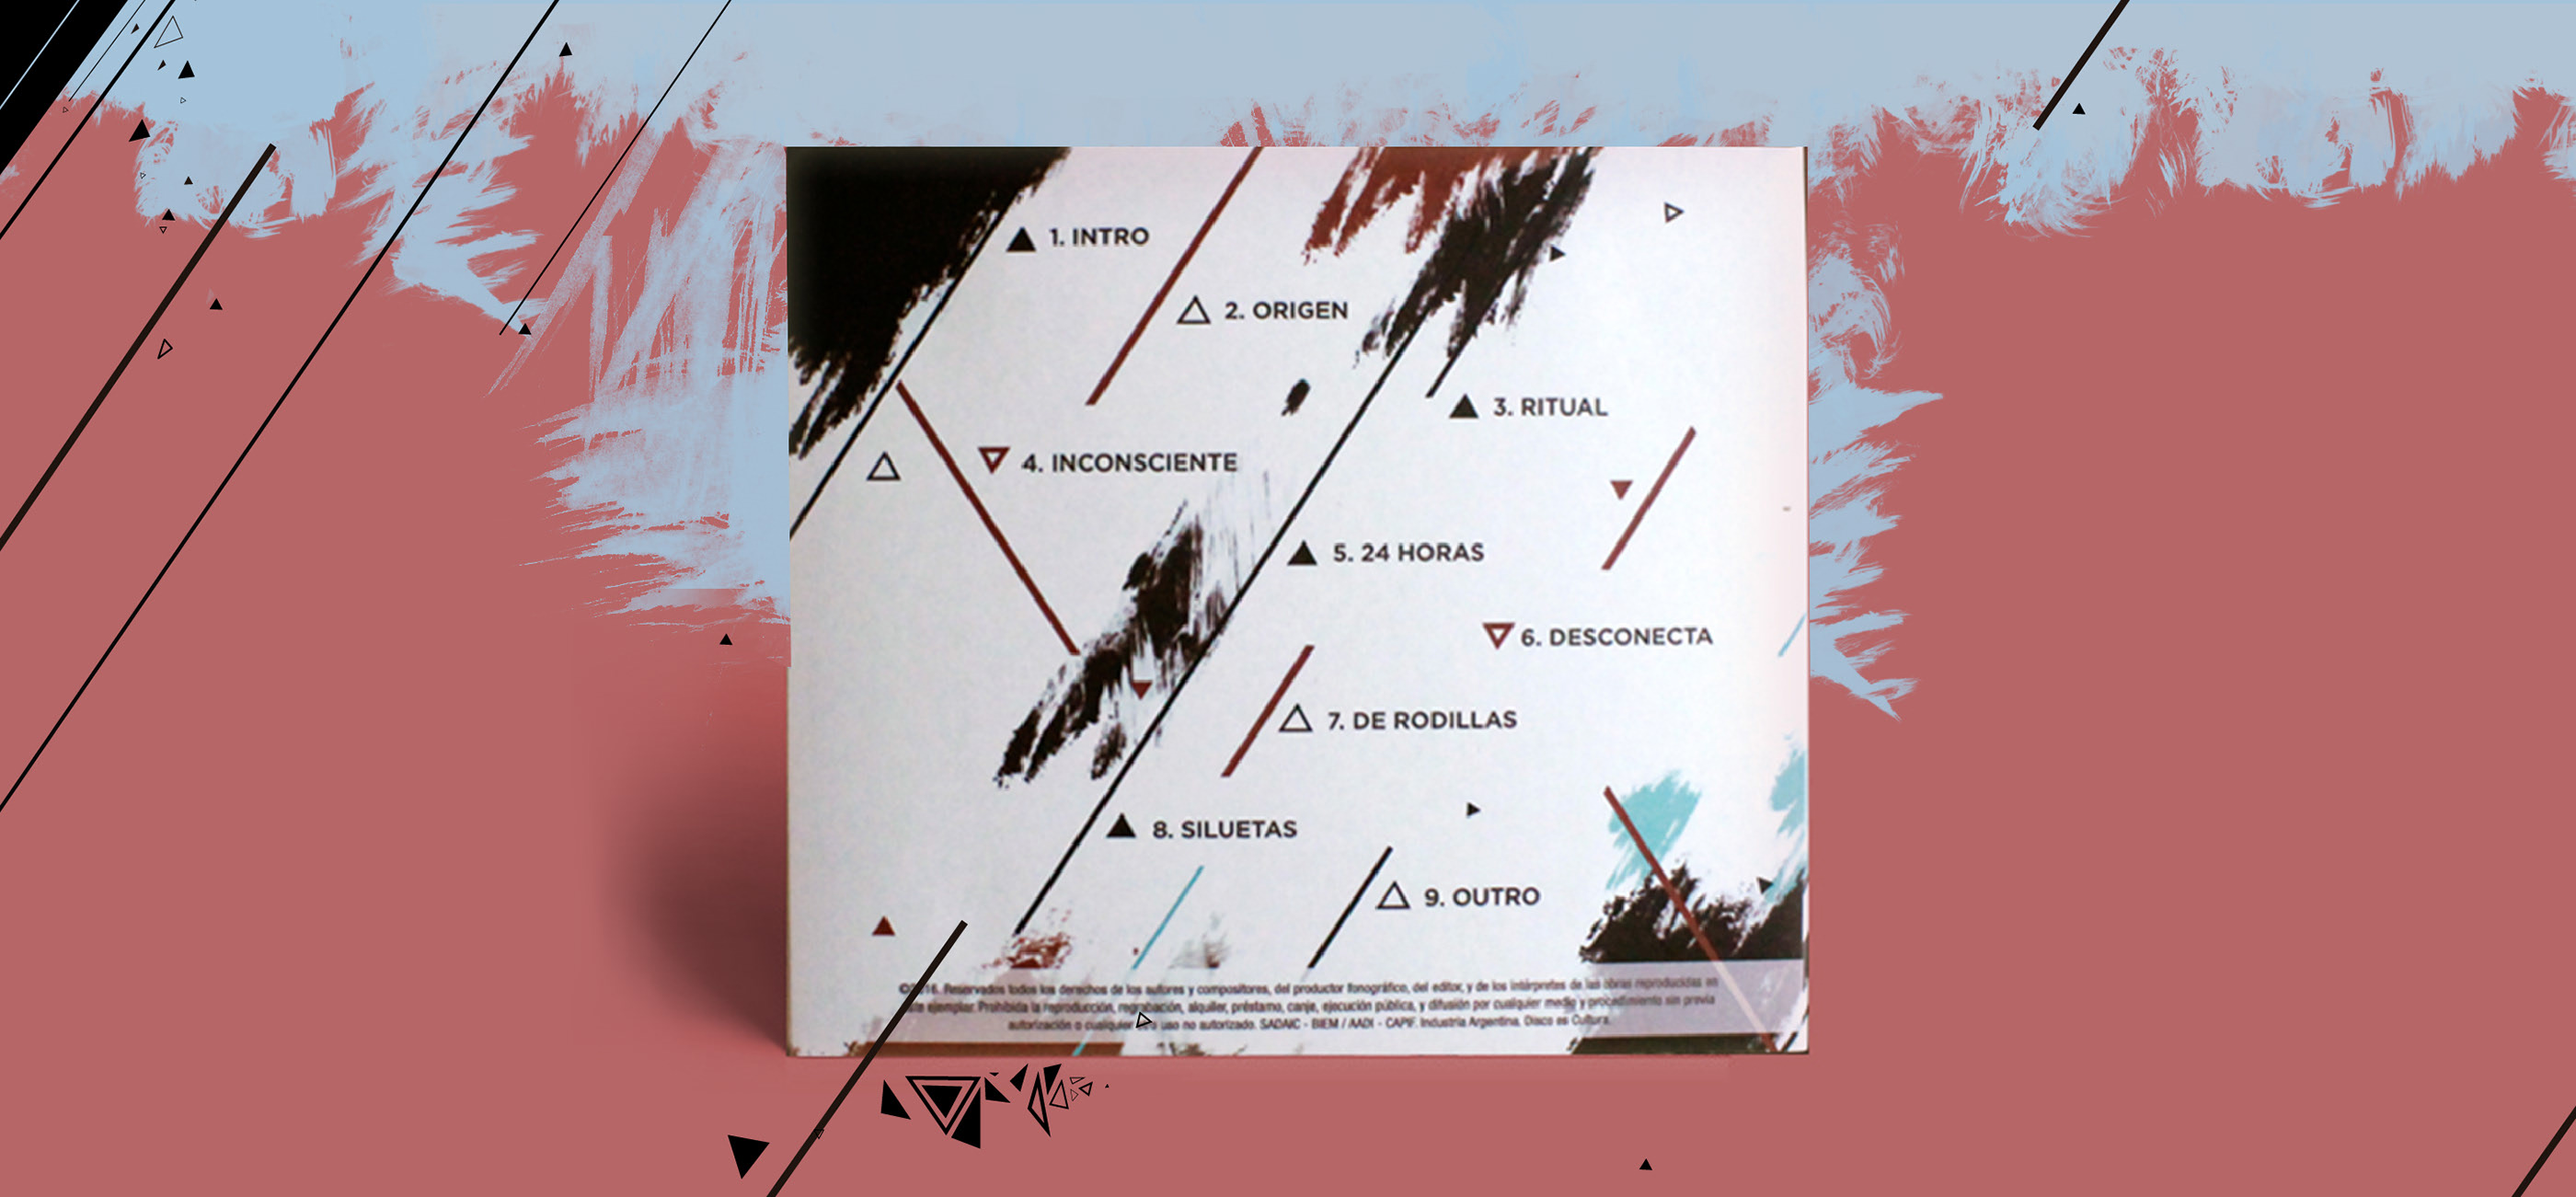 1. INTRO
2. ORIGEN
3. RITUAL
4. INCONSCIENTE
5. 24 HORAS
6. DESCONECTA
7. DE RODILLAS
8. SILUETAS
9. OUTRO
Reservados todos los derechos de los autores y compositores, del productor fonográfico, del editor, y de los intérpretes de las obras reproducidas en
ejemplar. Prohibida la reproducción, regrabación, alquiler, préstamo, canje, ejecución pública, y difusión por cualquier medio y procedimiento sin previa
autorización o cualquier uso no autorizado. SADAIC - BIEM / AADI - CAPIF. Industria Argentina. Disco es Cultura.